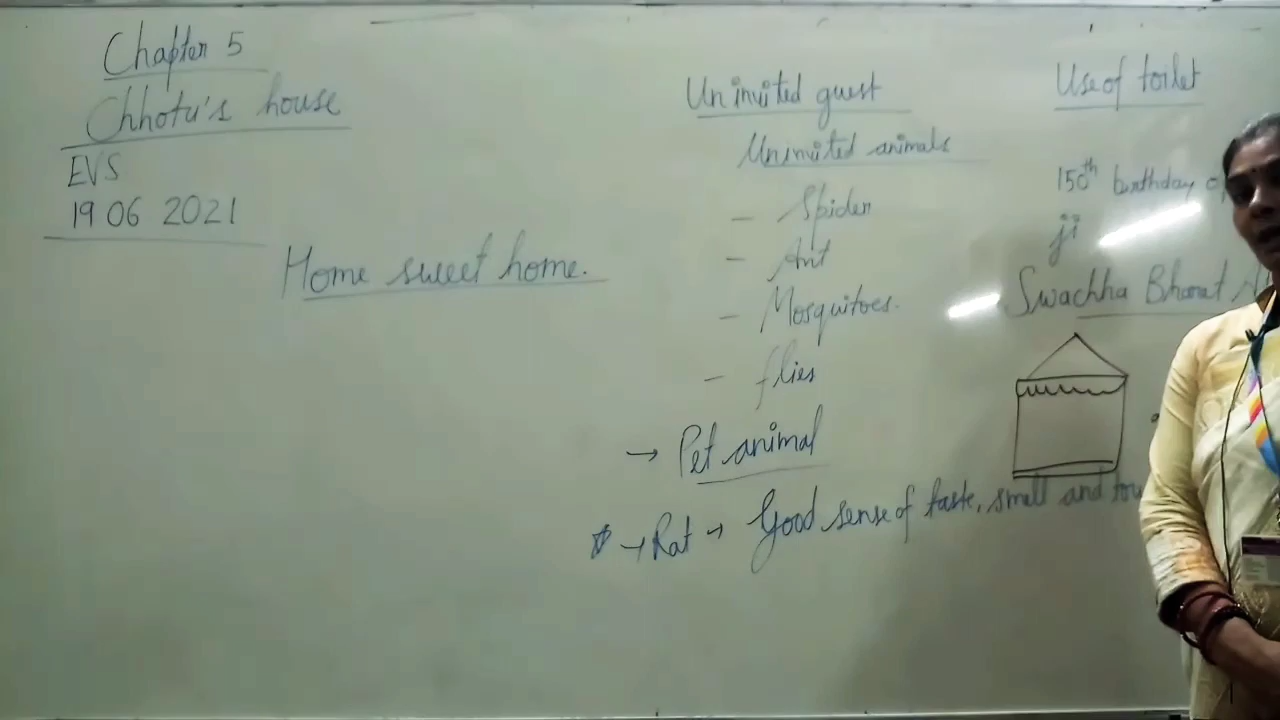 Chapter 5
Chhotu's house
EVS
19 06 2021
Home sweet home.
Uninvited guest
Uninvited animals
- Spider
- Ant
- Mosquitoes.
- flies
→ Pet animal
→ Rat → Good sense of taste, smell and
Use of toilet
150th birthday
ji
Swachha Bharat